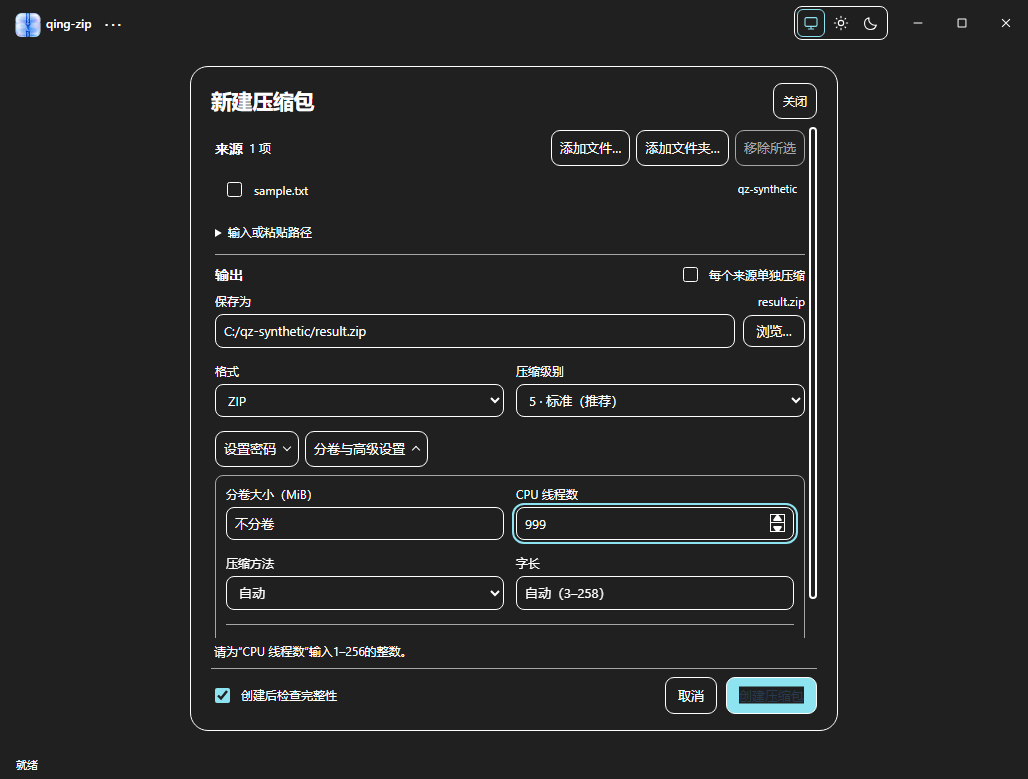 qing-zip ···
新建压缩包
关闭
来源 1 项
添加文件...
添加文件夹...
移除所选
sample.txt
qz-synthetic
输入或粘贴路径
输出
每个来源单独压缩
保存为
result.zip
C:/qz-synthetic/result.zip
浏览...
格式
压缩级别
ZIP
5 · 标准（推荐）
设置密码
分卷与高级设置
分卷大小（MiB）
CPU 线程数
不分卷
999
压缩方法
字长
自动
自动（3–258）
请为“CPU 线程数”输入1–256的整数。
创建后检查完整性
取消
创建压缩包
就绪